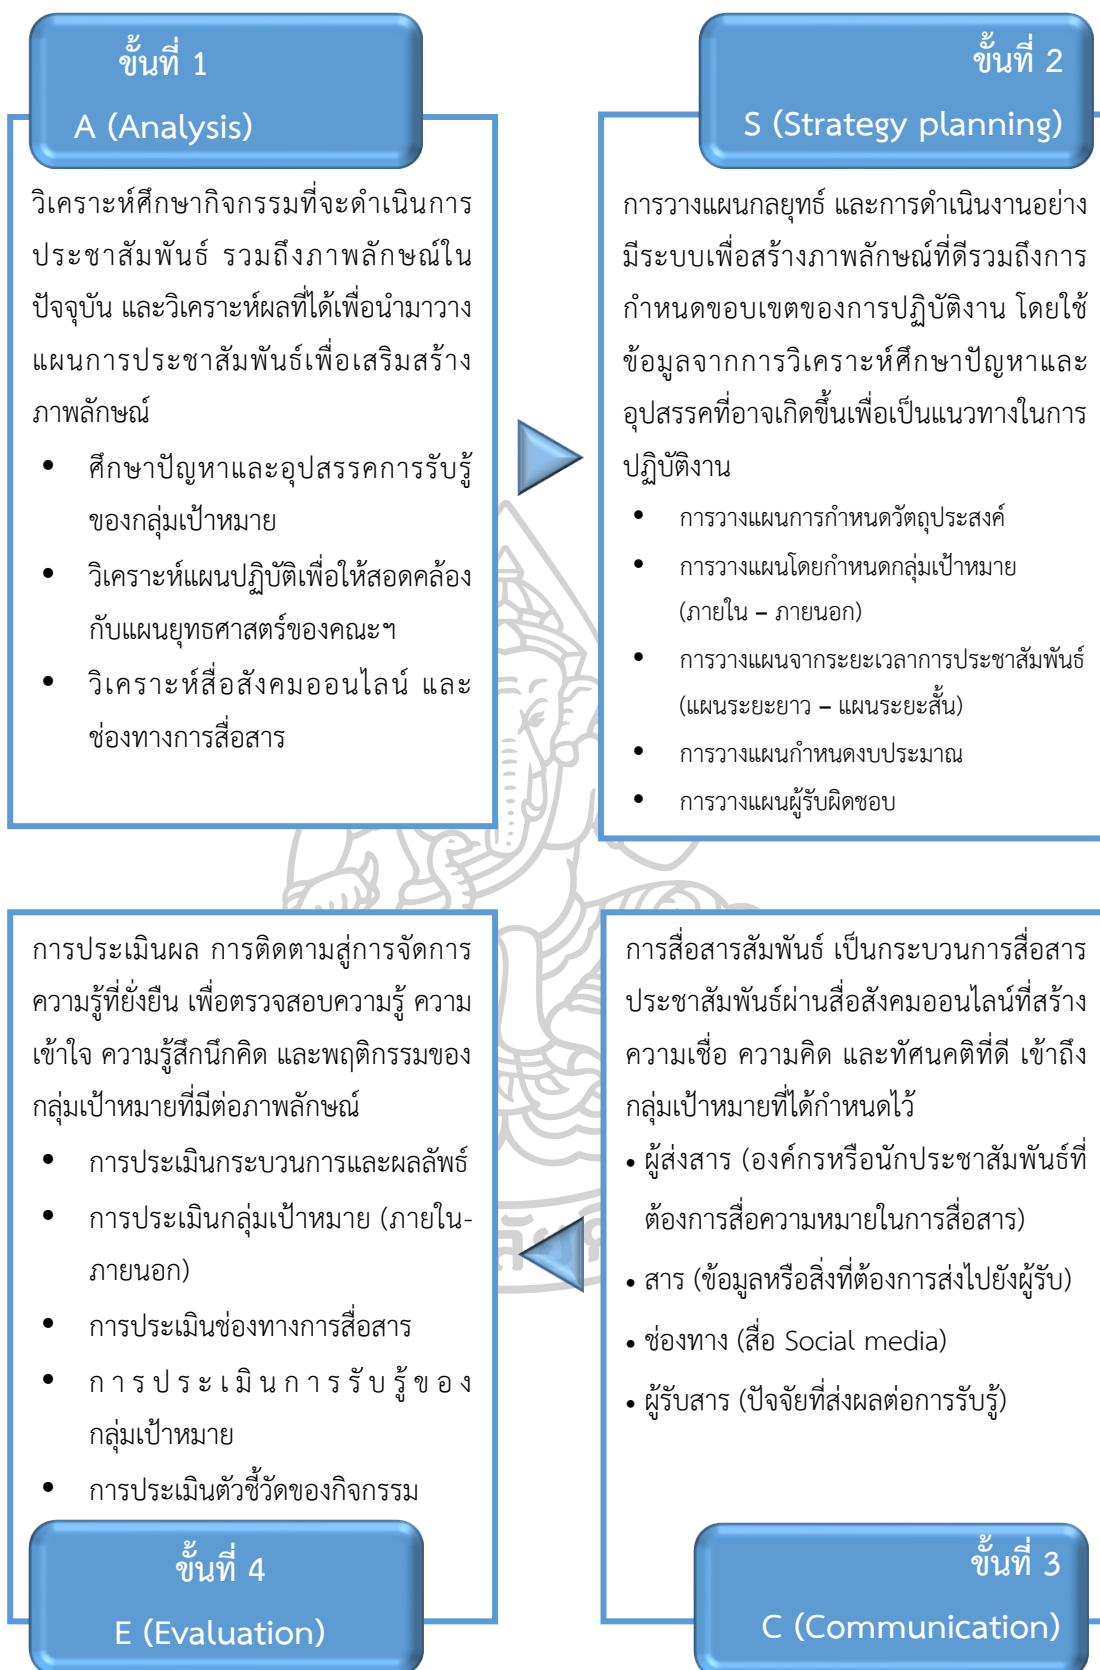 ขั้นที่ 1
A (Analysis)
วิเคราะห์ศึกษากิจกรรมที่จะดำเนินการ
ประชาสัมพันธ์ รวมถึงภาพลักษณ์ใน
ปัจจุบัน และวิเคราะห์ผลที่ได้เพื่อนำมาวาง
แผนการประชาสัมพันธ์เพื่อเสริมสร้าง
ภาพลักษณ์
• ศึกษาปัญหาและอุปสรรคการรับรู้
ของกลุ่มเป้าหมาย
• วิเคราะห์แผนปฏิบัติเพื่อให้สอดคล้อง
กับแผนยุทธศาสตร์ของคณะฯ
• วิเคราะห์สื่อสังคมออนไลน์ และ
ช่องทางการสื่อสาร
ขั้นที่ 2
S (Strategy planning)
การวางแผนกลยุทธ์ และการดำเนินงานอย่าง
มีระบบเพื่อสร้างภาพลักษณ์ที่ดีรวมถึงการ
กำหนดขอบเขตของการปฏิบัติงาน โดยใช้
ข้อมูลจากการวิเคราะห์ศึกษาปัญหาและ
อุปสรรคที่อาจเกิดขึ้นเพื่อเป็นแนวทางในการ
ปฏิบัติงาน
• การวางแผนการกำหนดวัตถุประสงค์
• การวางแผนโดยกำหนดกลุ่มเป้าหมาย
(ภายใน – ภายนอก)
• การวางแผนจากระยะเวลาการประชาสัมพันธ์
(แผนระยะยาว – แผนระยะสั้น)
• การวางแผนกำหนดงบประมาณ
• การวางแผนผู้รับผิดชอบ
การสื่อสารสัมพันธ์ เป็นกระบวนการสื่อสาร
ประชาสัมพันธ์ผ่านสื่อสังคมออนไลน์ที่สร้าง
ความเชื่อ ความคิด และทัศนคติที่ดี เข้าถึง
กลุ่มเป้าหมายที่ได้กำหนดไว้
• ผู้ส่งสาร (องค์กรหรือนักประชาสัมพันธ์ที่
ต้องการสื่อความหมายในการสื่อสาร)
• สาร (ข้อมูลหรือสิ่งที่ต้องการส่งไปยังผู้รับ)
• ช่องทาง (สื่อ Social media)
• ผู้รับสาร (ปัจจัยที่ส่งผลต่อการรับรู้)
ขั้นที่ 3
C (Communication)
การประเมินผล การติดตามสู่การจัดการ
ความรู้ที่ยั่งยืน เพื่อตรวจสอบความรู้ ความ
เข้าใจ ความรู้สึกนึกคิด และพฤติกรรมของ
กลุ่มเป้าหมายที่มีต่อภาพลักษณ์
• การประเมินกระบวนการและผลลัพธ์
• การประเมินกลุ่มเป้าหมาย (ภายใน-
ภายนอก)
• การประเมินช่องทางการสื่อสาร
• การประเมินการรับรู้ของ
กลุ่มเป้าหมาย
• การประเมินตัวชี้วัดของกิจกรรม
ขั้นที่ 4
E (Evaluation)